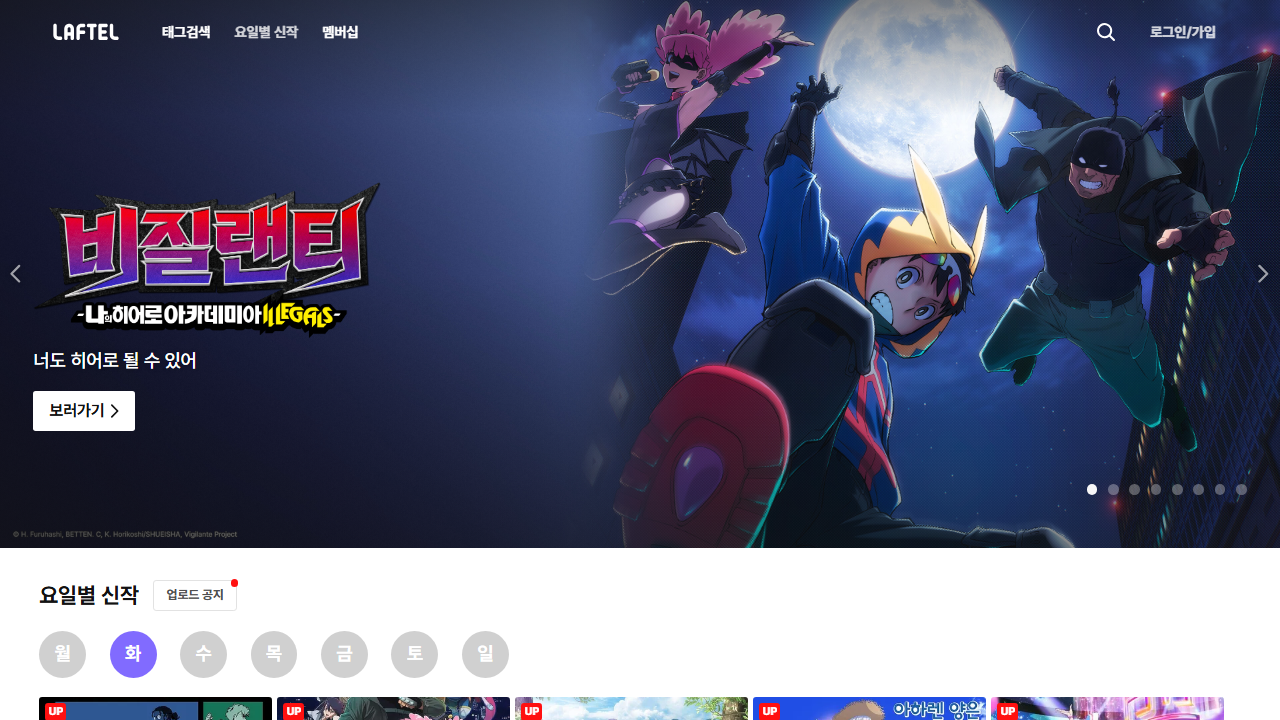 LAFTEL 태그검색 요일별 신작 멤버십 로그인/가입
비질랜티
-나의 히어로 아카데미아 ILLEGALS-
너도 히어로 될 수 있어
보러가기
© H. Furuhashi, BETTEN. C, K. Horikoshi/SHUEISHA, Vigilante Project
요일별 신작 업로드 공지
월 화 수 목 금 토 일
UP UP UP UP UP
아하렌 양은